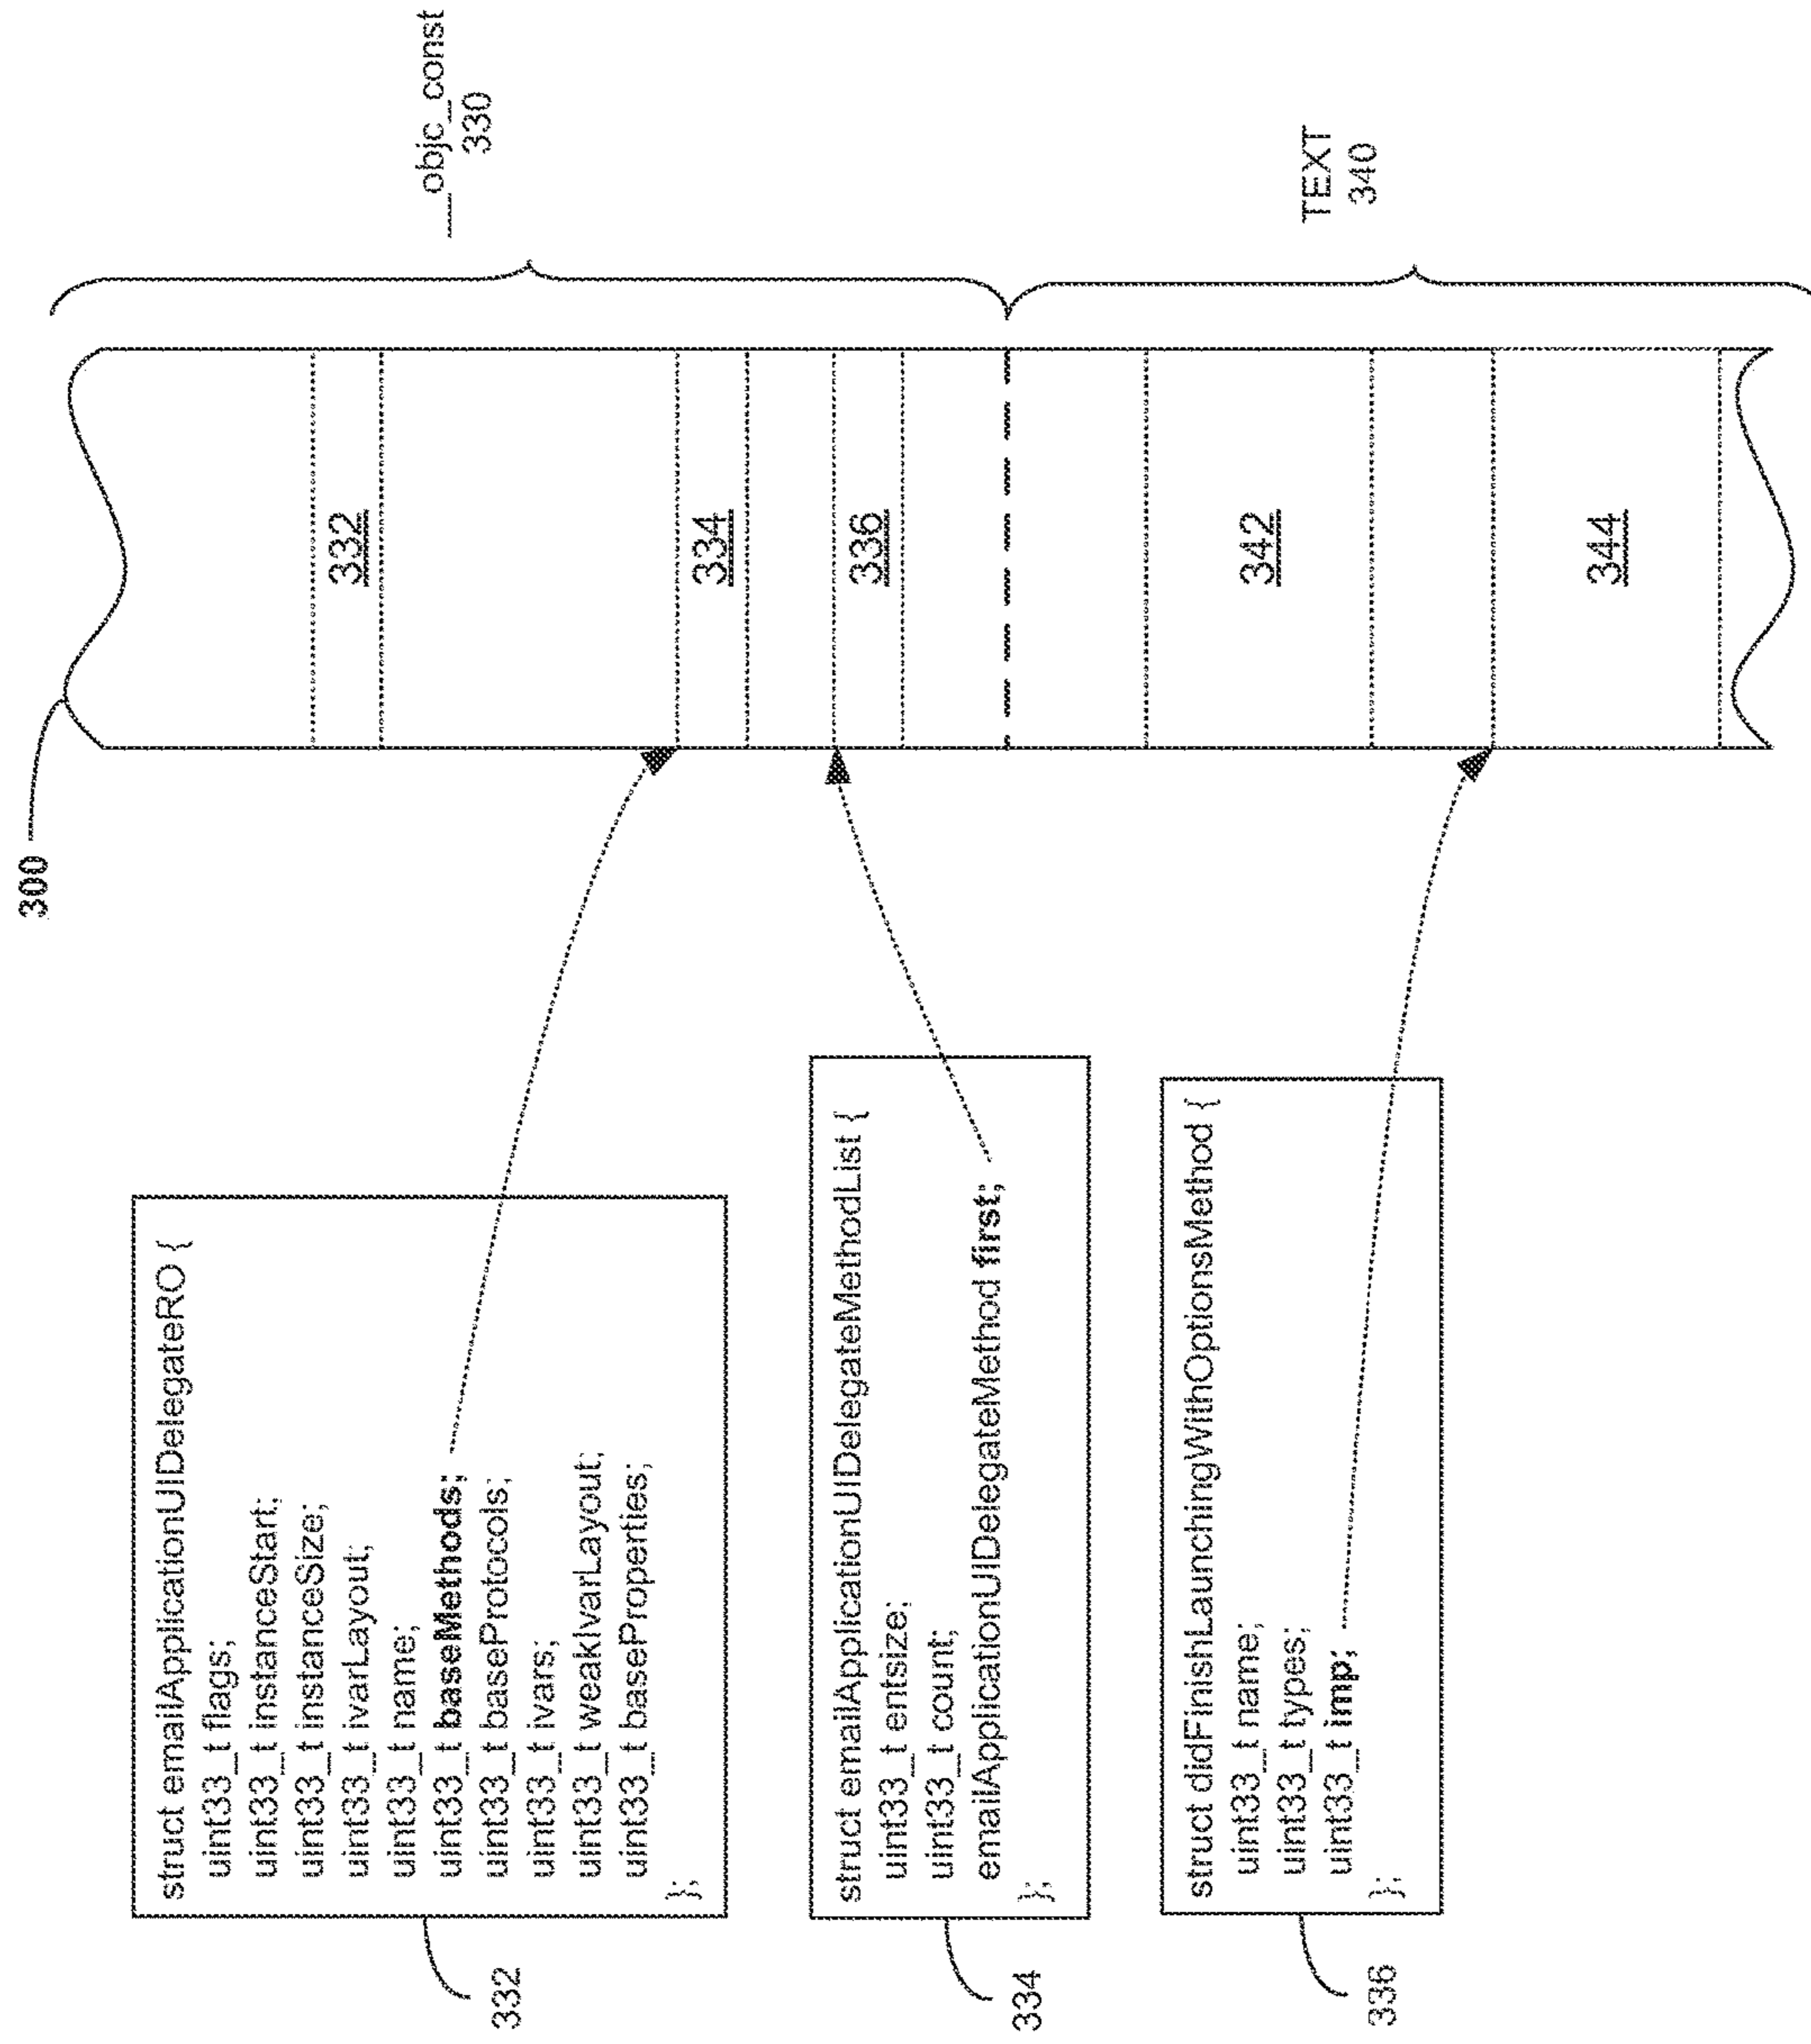 300
struct emailApplicationUIDelegateRO {
uint33_t flags;
uint33_t instanceStart;
uint33_t instanceSize;
uint33_t ivarLayout;
uint33_t name;
uint33_t baseMethods;
uint33_t baseProtocols;
uint33_t ivars;
uint33_t weakIvarLayout;
uint33_t baseProperties;
};
332
struct emailApplicationUIDelegateMethodList {
uint33_t entsize;
uint33_t count;
emailApplicationUIDelegateMethod first;
};
334
struct didFinishLaunchingWithOptionsMethod {
uint33_t name;
uint33_t types;
uint33_t imp;
};
336
332
334
336
342
344
__objc_const
330
TEXT
340